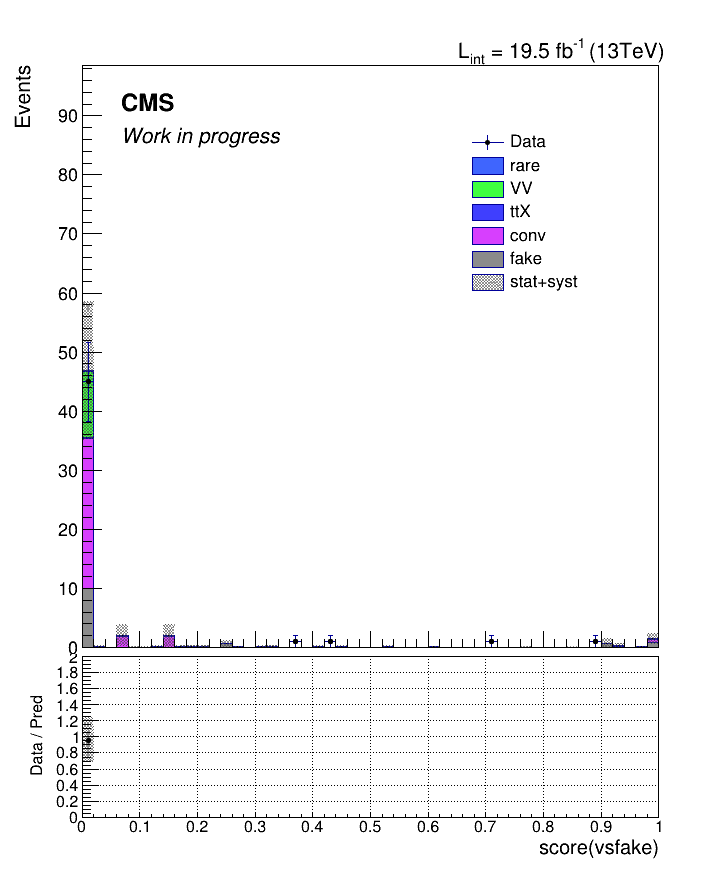 L_int = 19.5 fb^-1 (13TeV)
Events
CMS
Work in progress
Data
rare
VV
ttX
conv
fake
stat+syst
90
80
70
60
50
40
30
20
10
0
Data / Pred
2
1.8
1.6
1.4
1.2
1
0.8
0.6
0.4
0.2
0
0 0.1 0.2 0.3 0.4 0.5 0.6 0.7 0.8 0.9 1
score(vsfake)